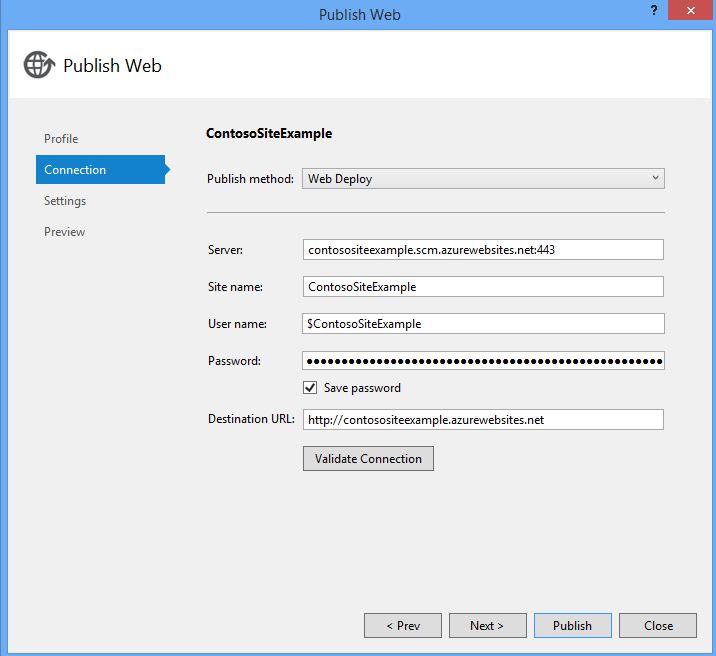 Publish Web
?
Publish Web
Profile
Connection
Settings
Preview
ContosoSiteExample
Publish method: Web Deploy
Server: contosositeexample.scm.azurewebsites.net:443
Site name: ContosoSiteExample
User name: $ContosoSiteExample
Password: ●●●●●●●●●●●●●●●●●●●●●●●●●●●●●●●●●●●●●●●●●●●●●●●●●●●
Save password
Destination URL: http://contosositeexample.azurewebsites.net
Validate Connection
< Prev Next > Publish Close